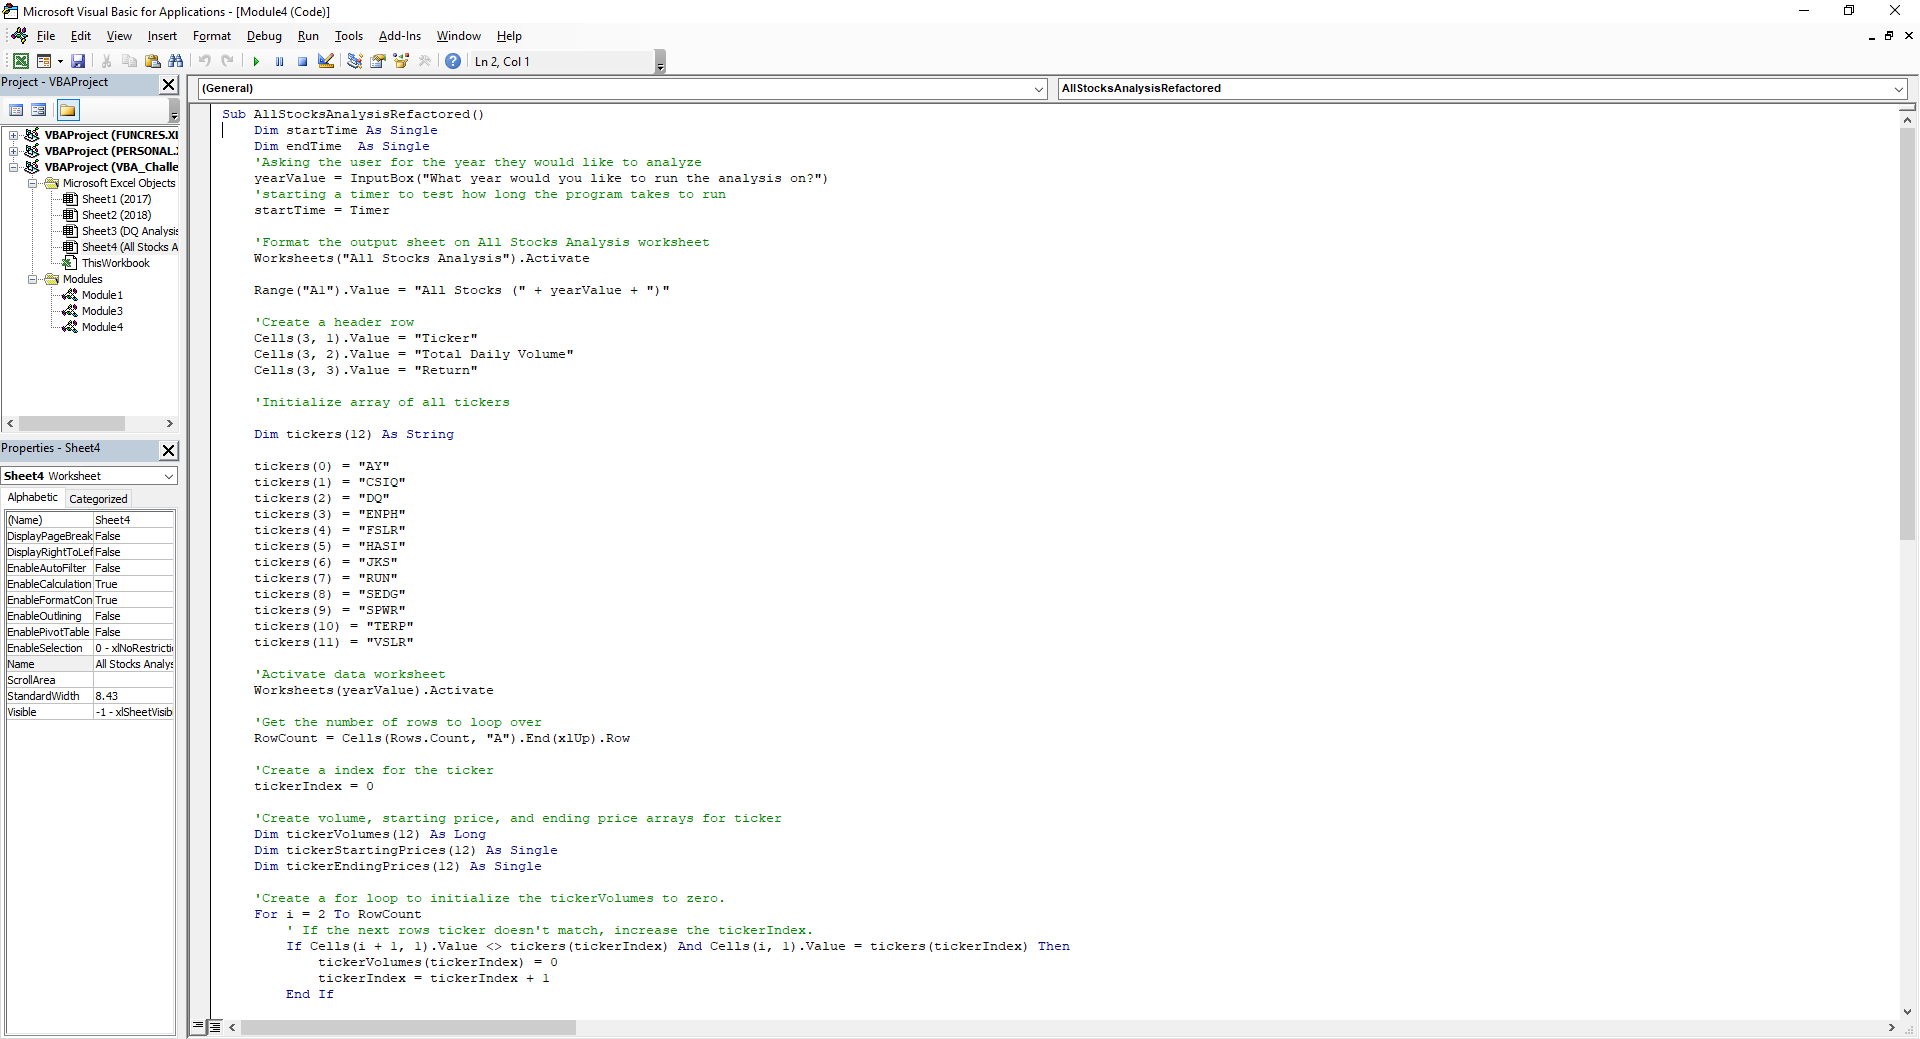 Microsoft Visual Basic for Applications - [Module4 (Code)]
File Edit View Insert Format Debug Run Tools Add-Ins Window Help
Ln 2, Col 1
Project - VBAProject
VBAProject (FUNCRES.XL
VBAProject (PERSONAL.
VBAProject (VBA_Challe
Microsoft Excel Objects
Sheet1 (2017)
Sheet2 (2018)
Sheet3 (DQ Analysis
Sheet4 (All Stocks A
ThisWorkbook
Modules
Module1
Module3
Module4
Properties - Sheet4
Sheet4 Worksheet
Alphabetic Categorized
(Name) Sheet4
DisplayPageBreak False
DisplayRightToLef False
EnableAutoFilter False
EnableCalculation True
EnableFormatCon True
EnableOutlining False
EnablePivotTable False
EnableSelection 0 - xlNoRestricti
Name All Stocks Analys
ScrollArea
StandardWidth 8.43
Visible -1 - xlSheetVisib
(General) AllStocksAnalysisRefactored
Sub AllStocksAnalysisRefactored()
    Dim startTime As Single
    Dim endTime  As Single
    'Asking the user for the year they would like to analyze
    yearValue = InputBox("What year would you like to run the analysis on?")
    'starting a timer to test how long the program takes to run
    startTime = Timer
    'Format the output sheet on All Stocks Analysis worksheet
    Worksheets("All Stocks Analysis").Activate
    Range("A1").Value = "All Stocks (" + yearValue + ")"
    'Create a header row
    Cells(3, 1).Value = "Ticker"
    Cells(3, 2).Value = "Total Daily Volume"
    Cells(3, 3).Value = "Return"
    'Initialize array of all tickers
    Dim tickers(12) As String
    tickers(0) = "AY"
    tickers(1) = "CSIQ"
    tickers(2) = "DQ"
    tickers(3) = "ENPH"
    tickers(4) = "FSLR"
    tickers(5) = "HASI"
    tickers(6) = "JKS"
    tickers(7) = "RUN"
    tickers(8) = "SEDG"
    tickers(9) = "SPWR"
    tickers(10) = "TERP"
    tickers(11) = "VSLR"
    'Activate data worksheet
    Worksheets(yearValue).Activate
    'Get the number of rows to loop over
    RowCount = Cells(Rows.Count, "A").End(xlUp).Row
    'Create a index for the ticker
    tickerIndex = 0
    'Create volume, starting price, and ending price arrays for ticker
    Dim tickerVolumes(12) As Long
    Dim tickerStartingPrices(12) As Single
    Dim tickerEndingPrices(12) As Single
    'Create a for loop to initialize the tickerVolumes to zero.
    For i = 2 To RowCount
        ' If the next rows ticker doesn't match, increase the tickerIndex.
        If Cells(i + 1, 1).Value <> tickers(tickerIndex) And Cells(i, 1).Value = tickers(tickerIndex) Then
            tickerVolumes(tickerIndex) = 0
            tickerIndex = tickerIndex + 1
        End If